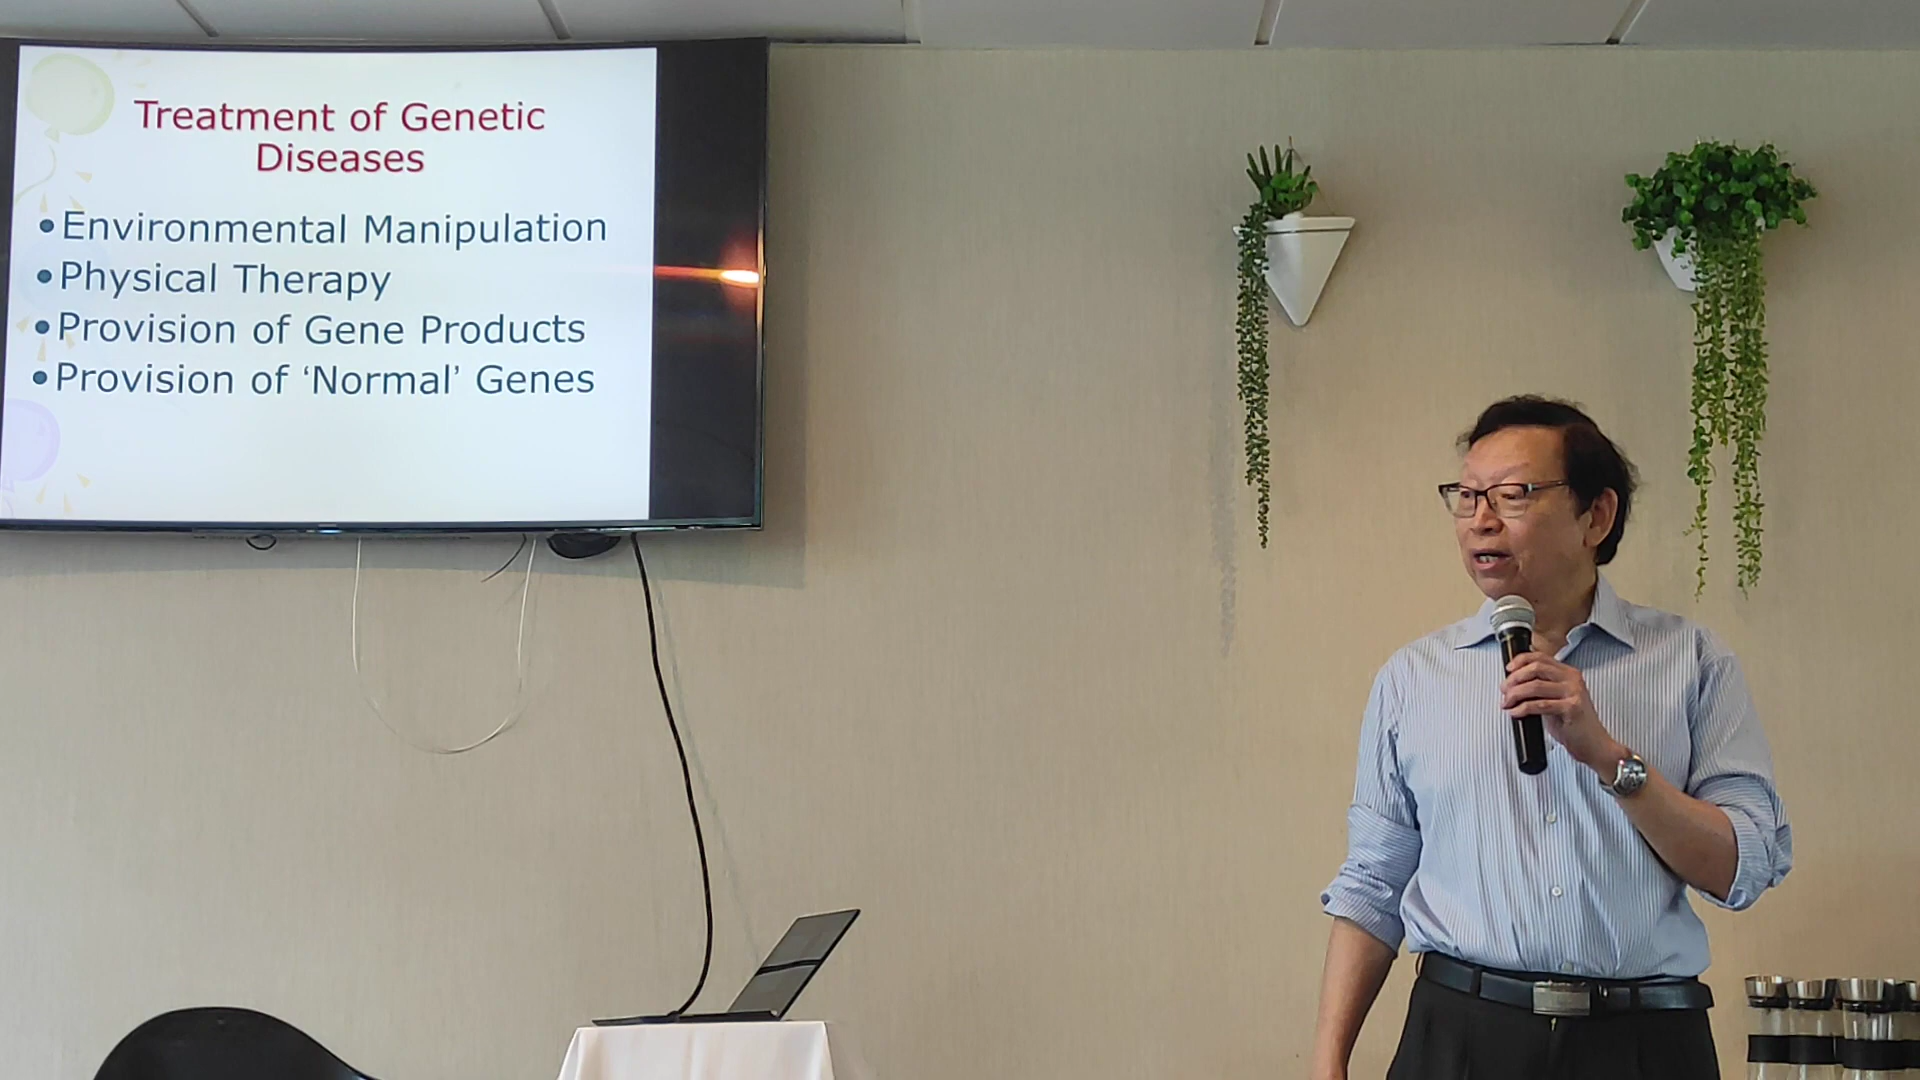 Treatment of Genetic
Diseases
•Environmental Manipulation
•Physical Therapy
•Provision of Gene Products
•Provision of ‘Normal’ Genes